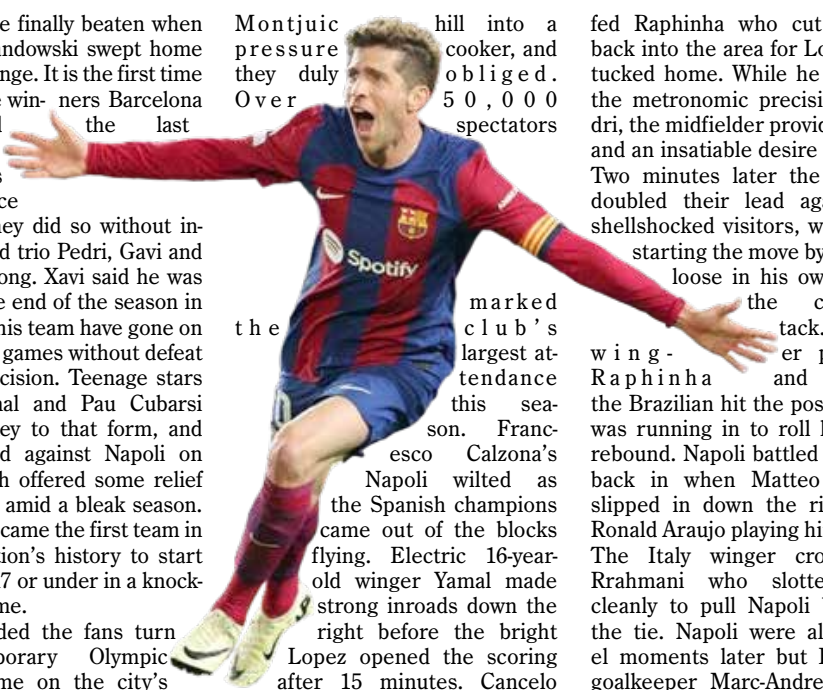 e finally beaten when
ndowski swept home
nge. It is the first time
e win- ners Barcelona
the last
s
ce
ey did so without in-
d trio Pedri, Gavi and
ong. Xavi said he was
e end of the season in
his team have gone on
games without defeat
cision. Teenage stars
al and Pau Cubarsi
ey to that form, and
d against Napoli on
h offered some relief
amid a bleak season.
came the first team in
tion's history to start
7 or under in a knock-
me.
ded the fans turn
porary Olympic
me on the city's
Montjuic hill into a
pressure cooker, and
they duly obliged.
Over 50,000
spectators
marked
the club's
largest at-
tendance
this sea-
son. Franc-
esco Calzona's
Napoli wilted as
the Spanish champions
came out of the blocks
flying. Electric 16-year-
old winger Yamal made
strong inroads down the
right before the bright
Lopez opened the scoring
after 15 minutes. Cancelo
fed Raphinha who cut
back into the area for Lo
tucked home. While he
the metronomic precisi
dri, the midfielder provid
and an insatiable desire
Two minutes later the
doubled their lead aga
shellshocked visitors, w
starting the move by
loose in his ow
the c
tack.
wing- er p
Raphinha and
the Brazilian hit the pos
was running in to roll
rebound. Napoli battled
back in when Matteo
slipped in down the ri
Ronald Araujo playing hi
The Italy winger cro
Rrahmani who slotte
cleanly to pull Napoli
the tie. Napoli were al
el moments later but
goalkeeper Marc-Andre
Spotify
FCB